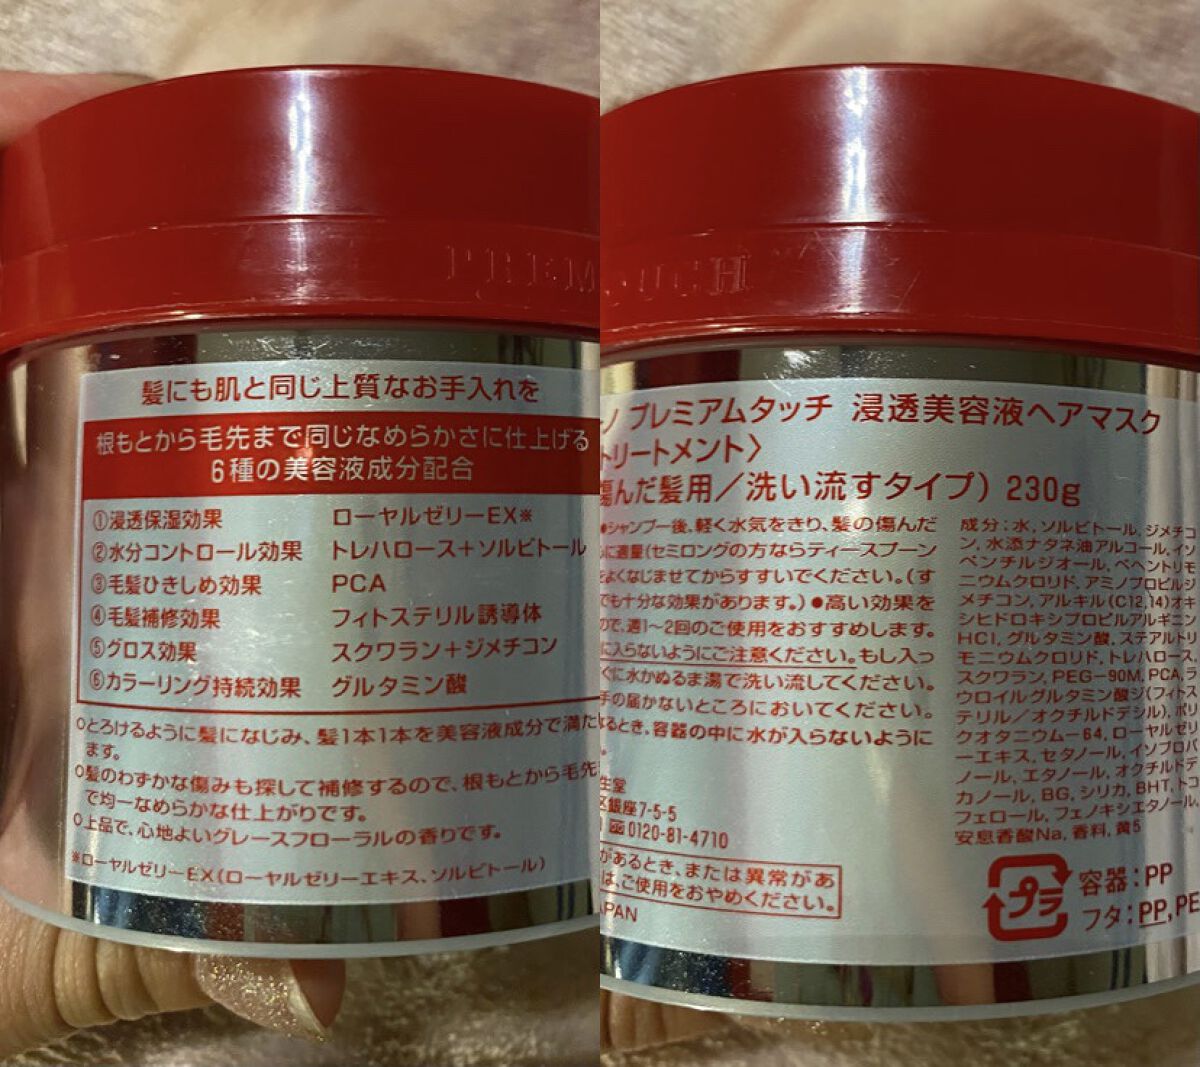 PREM
髪にも肌と同じ上質なお手入れを
根もとから毛先まで同じなめらかさに仕上げる
6種の美容液成分配合
①浸透保湿効果 ローヤルゼリーEX※
②水分コントロール効果 トレハロース+ソルビトール
③毛髪ひきしめ効果 PCA
④毛髪補修効果 フィトステリル誘導体
⑤グロス効果 スクワラン+ジメチコン
⑥カラーリング持続効果 グルタミン酸
○とろけるように髪になじみ、髪1本1本を美容液成分で満た
ます。
○髪のわずかな傷みも探して補修するので、根もとから毛先
で均一なめらかな仕上がりです。
○上品で、心地よいグレースフローラルの香りです。
※ローヤルゼリーEX(ローヤルゼリーエキス、ソルビトール)
OUCH
ノ プレミアムタッチ 浸透美容液ヘアマスク
トリートメント〉
傷んだ髪用/洗い流すタイプ) 230g
●シャンプー後、軽く水気をきり、髪の傷んだ
に適量(セミロングの方ならティースプーン
をよくなじませてからすすいでください。(す
でも十分な効果があります。)●高い効果を
ので、週1~2回のご使用をおすすめします。
に入らないようにご注意ください。もし入っ
ぐに水かぬるま湯で洗い流してください。
手の届かないところにおいてください。
るとき、容器の中に水が入らないように
。
生堂
区銀座7-5-5
0120-81-4710
があるとき、または異常があ
は、ご使用をおやめください。
APAN
成分:水, ソルビトール, ジメチコ
ン, 水添ナタネ油アルコール, イソ
ペンチルジオール, ベヘントリモ
ニウムクロリド, アミノプロピルジ
メチコン, アルキル(C12,14)オキ
シヒドロキシプロピルアルギニン
HCl, グルタミン酸, ステアルトリ
モニウムクロリド, トレハロース,
スクワラン, PEG-90M, PCA, ラ
ウロイルグルタミン酸ジ(フィトス
テリル/オクチルドデシル), ポリ
クオタニウム-64, ローヤルゼリ
ーエキス, セタノール, イソプロパ
ノール, エタノール, オクチルドデ
カノール, BG, シリカ, BHT, トコ
フェロール, フェノキシエタノール,
安息香酸Na, 香料, 黄5
プラ
容器:PP
フタ:PP, PE